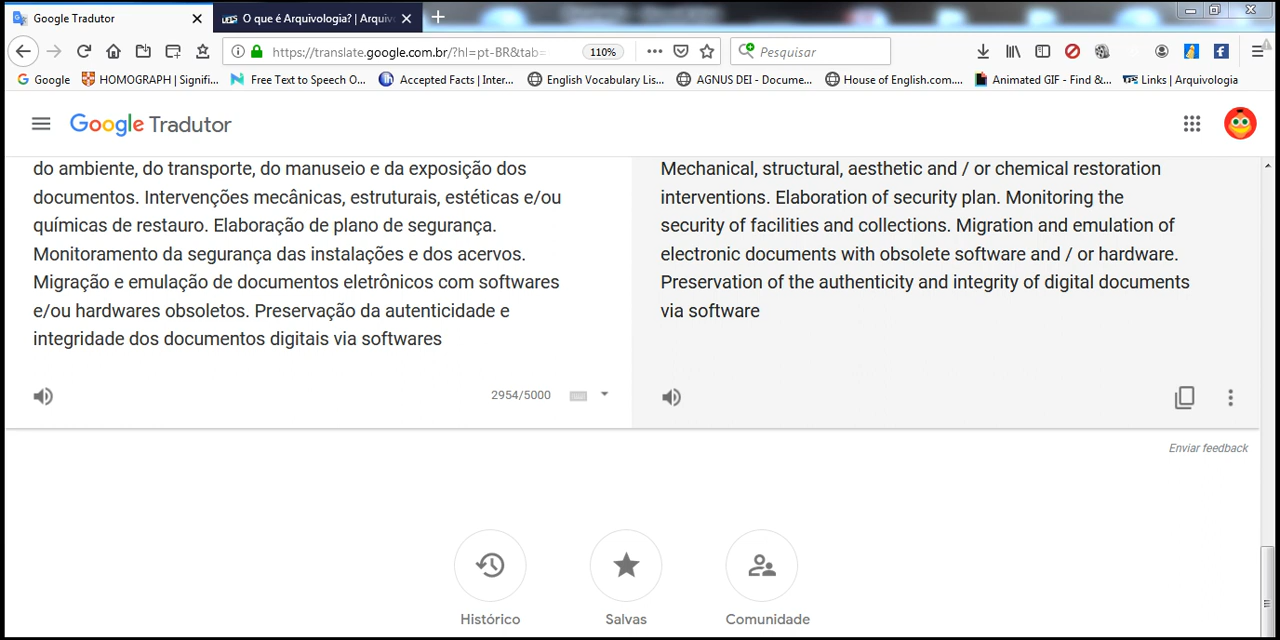 Google Tradutor
O que é Arquivologia? | Arquiv
https://translate.google.com.br/?hl=pt-BR&tab=
110%
Pesquisar
Google
HOMOGRAPH | Signifi...
Free Text to Speech O...
Accepted Facts | Inter...
English Vocabulary Lis...
AGNUS DEI - Docume...
House of English.com....
Animated GIF - Find &...
Links | Arquivologia
Google Tradutor
do ambiente, do transporte, do manuseio e da exposição dos
documentos. Intervenções mecânicas, estruturais, estéticas e/ou
químicas de restauro. Elaboração de plano de segurança.
Monitoramento da segurança das instalações e dos acervos.
Migração e emulação de documentos eletrônicos com softwares
e/ou hardwares obsoletos. Preservação da autenticidade e
integridade dos documentos digitais via softwares
2954/5000
Mechanical, structural, aesthetic and / or chemical restoration
interventions. Elaboration of security plan. Monitoring the
security of facilities and collections. Migration and emulation of
electronic documents with obsolete software and / or hardware.
Preservation of the authenticity and integrity of digital documents
via software
Enviar feedback
Histórico
Salvas
Comunidade